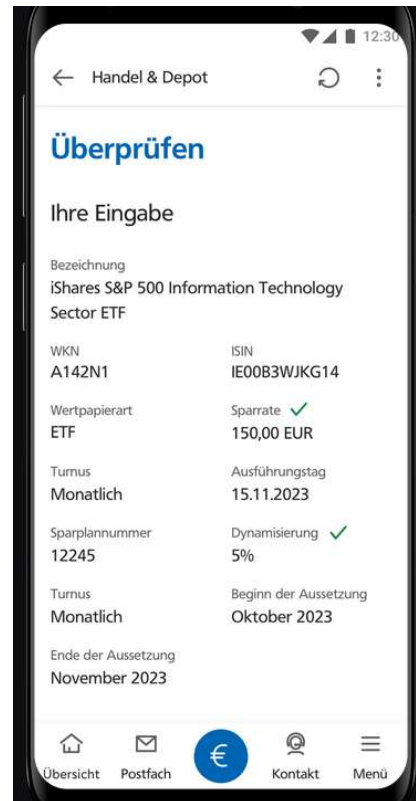 12:30
Handel & Depot
Überprüfen
Ihre Eingabe
Bezeichnung
iShares S&P 500 Information Technology
Sector ETF
WKN
A142N1
ISIN
IE00B3WJKG14
Wertpapierart
ETF
Sparrate
150,00 EUR
Turnus
Monatlich
Ausführungstag
15.11.2023
Sparplannummer
12245
Dynamisierung
5%
Turnus
Monatlich
Beginn der Aussetzung
Oktober 2023
Ende der Aussetzung
November 2023
Übersicht
Postfach
€
Kontakt
Menü